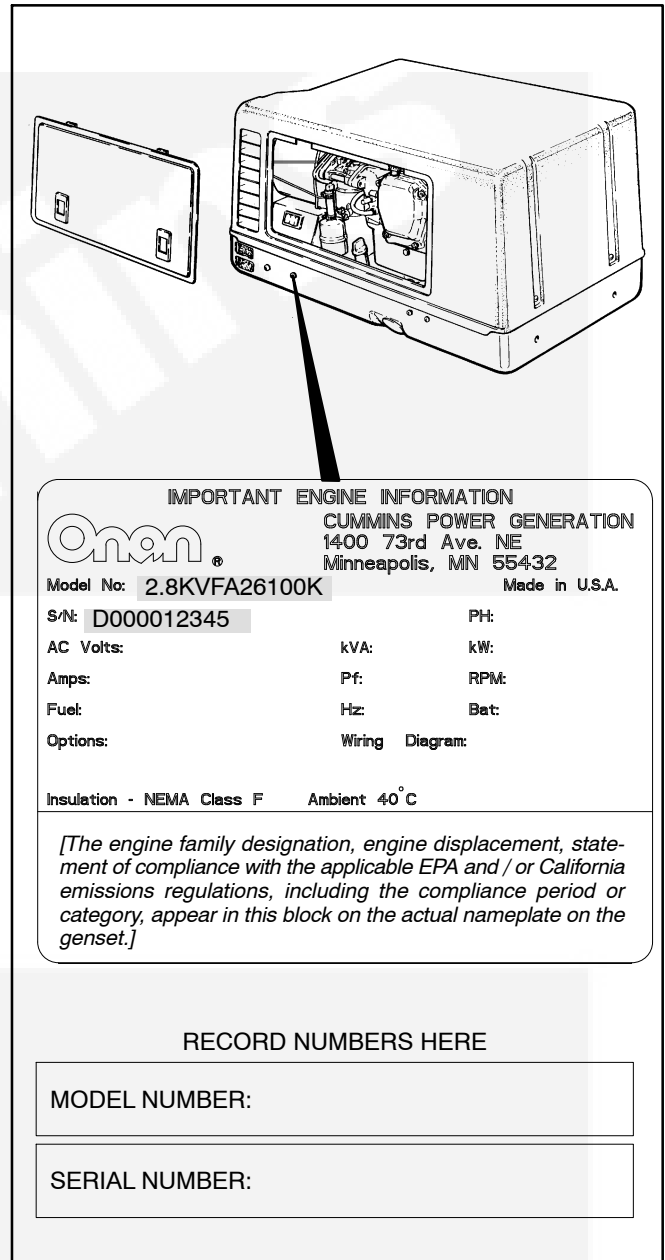 IMPORTANT ENGINE INFORMATION
Onan ®
CUMMINS POWER GENERATION
1400 73rd Ave. NE
Minneapolis, MN 55432
Model No: 2.8KVFA26100K Made in U.S.A.
S/N: D000012345 PH:
AC Volts: kVA: kW:
Amps: Pf: RPM:
Fuel: Hz: Bat:
Options: Wiring Diagram:
Insulation - NEMA Class F Ambient 40°C
[The engine family designation, engine displacement, state-
ment of compliance with the applicable EPA and / or California
emissions regulations, including the compliance period or
category, appear in this block on the actual nameplate on the
genset.]
RECORD NUMBERS HERE
MODEL NUMBER:
SERIAL NUMBER: